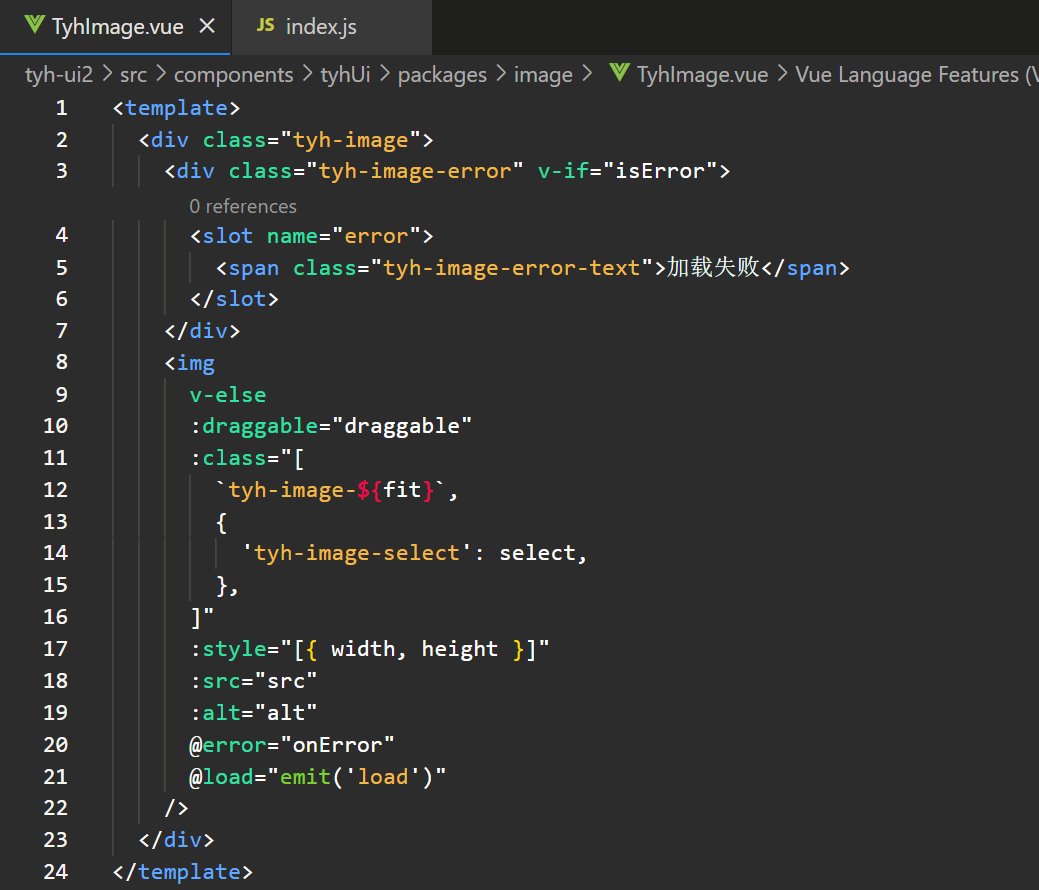 TyhImage.vue
JS index.js
tyh-ui2 > src > components > tyhUi > packages > image > TyhImage.vue > Vue Language Features (V
1 <template>
2 <div class="tyh-image">
3 <div class="tyh-image-error" v-if="isError">
0 references
4 <slot name="error">
5 <span class="tyh-image-error-text">加载失败</span>
6 </slot>
7 </div>
8 <img
9 v-else
10 :draggable="draggable"
11 :class="[
12 `tyh-image-${fit}`,
13 {
14 'tyh-image-select': select,
15 },
16 ]"
17 :style="[{ width, height }]"
18 :src="src"
19 :alt="alt"
20 @error="onError"
21 @load="emit('load')"
22 />
23 </div>
24 </template>